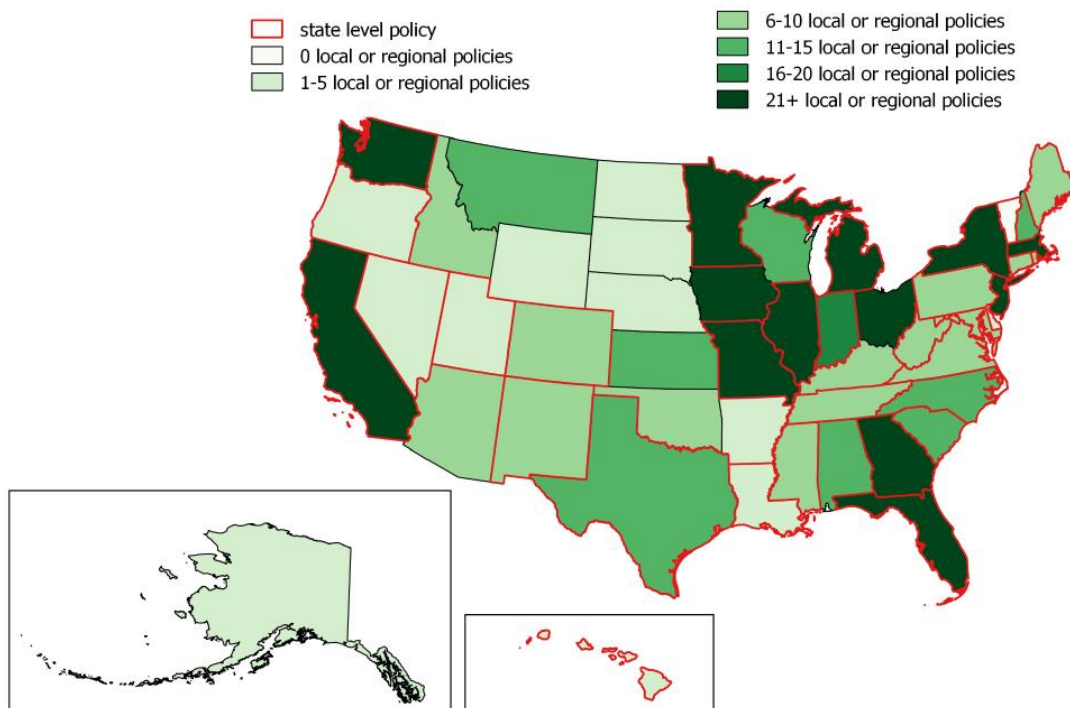 state level policy
0 local or regional policies
1-5 local or regional policies
6-10 local or regional policies
11-15 local or regional policies
16-20 local or regional policies
21+ local or regional policies